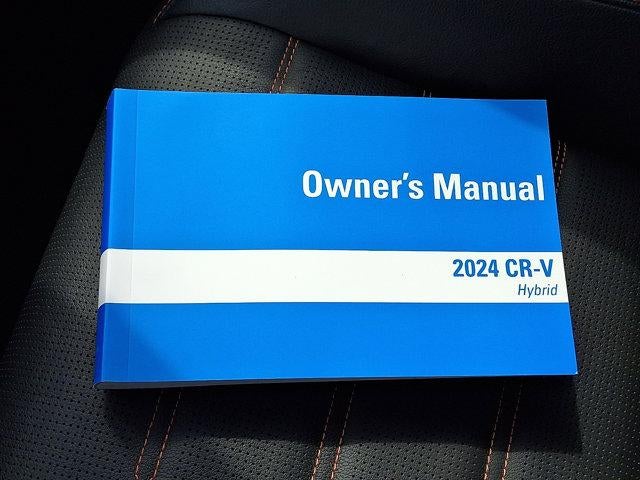 Owner's Manual
2024 CR-V
Hybrid